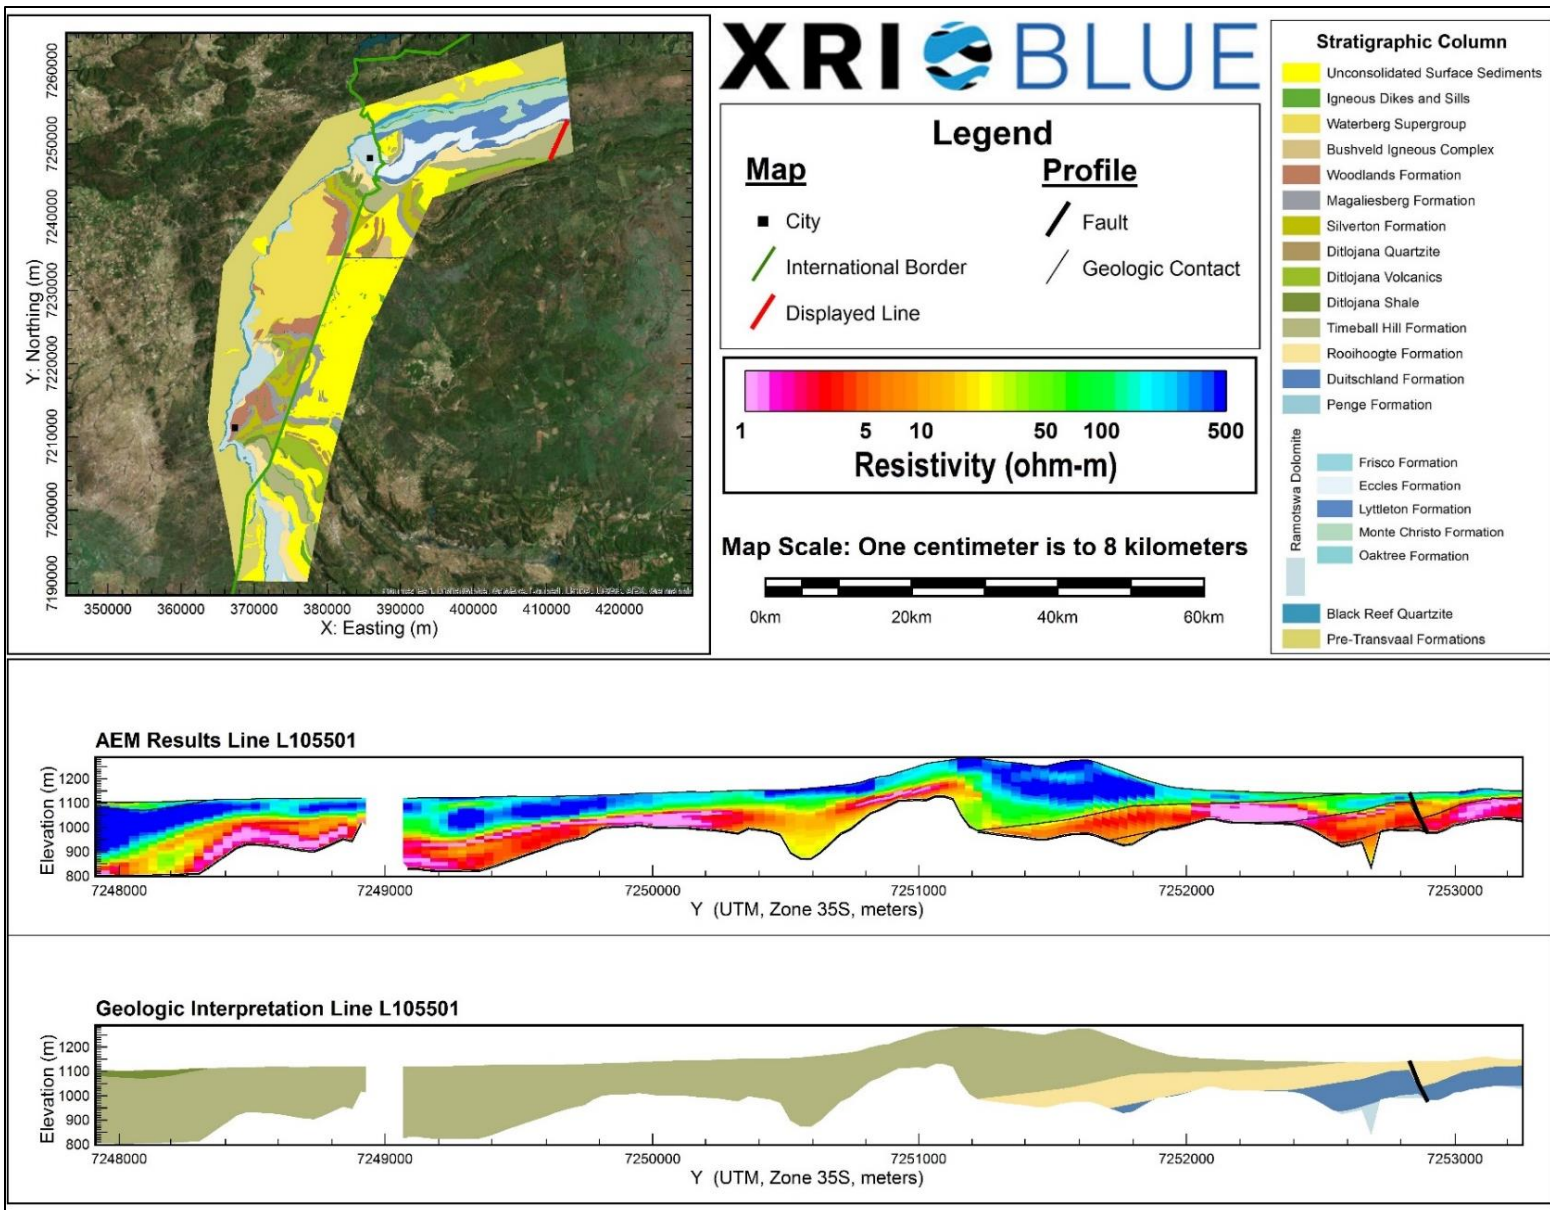 XRI BLUE
Y: Northing (m)
7260000
7250000
7240000
7230000
7220000
7210000
7200000
7190000
350000 360000 370000 380000 390000 400000 410000 420000
X: Easting (m)
Legend
Map
Profile
City
International Border
Displayed Line
Fault
Geologic Contact
1 5 10 50 100 500
Resistivity (ohm-m)
Map Scale: One centimeter is to 8 kilometers
0km 20km 40km 60km
Stratigraphic Column
Unconsolidated Surface Sediments
Igneous Dikes and Sills
Waterberg Supergroup
Bushveld Igneous Complex
Woodlands Formation
Magaliesberg Formation
Silverton Formation
Ditlojana Quartzite
Ditlojana Volcanics
Ditlojana Shale
Timeball Hill Formation
Rooihoogte Formation
Duitschland Formation
Penge Formation
Ramotswa Dolomite
Frisco Formation
Eccles Formation
Lyttleton Formation
Monte Christo Formation
Oaktree Formation
Black Reef Quartzite
Pre-Transvaal Formations
AEM Results Line L105501
Elevation (m)
1200
1100
1000
900
800
7248000 7249000 7250000 7251000 7252000 7253000
Y (UTM, Zone 35S, meters)
Geologic Interpretation Line L105501
Elevation (m)
1200
1100
1000
900
800
7248000 7249000 7250000 7251000 7252000 7253000
Y (UTM, Zone 35S, meters)